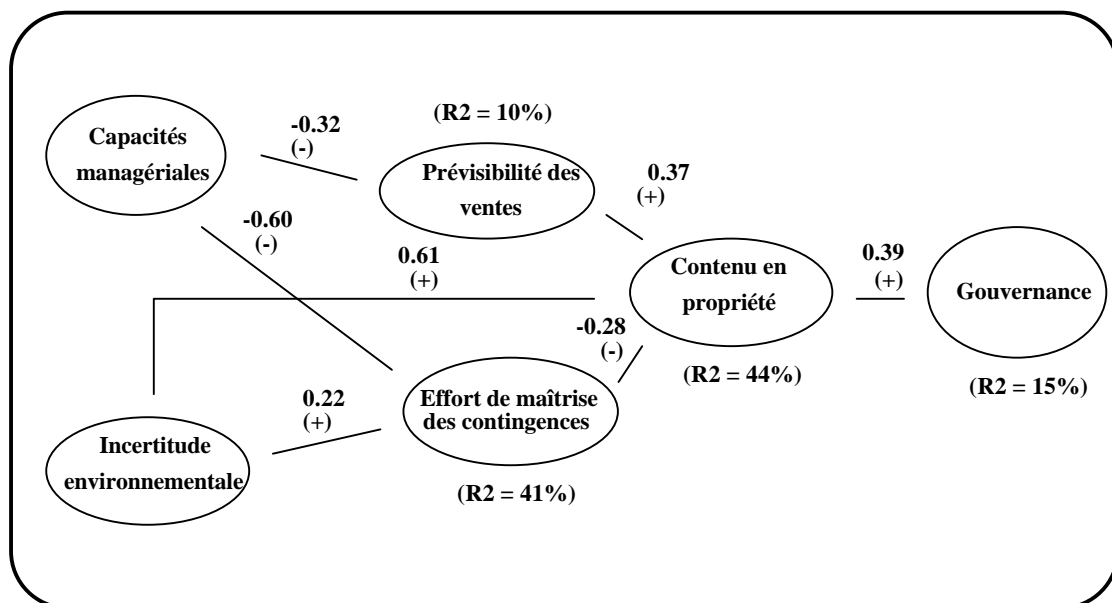 (R2 = 10%)
-0.32
(-)
Capacités
managériales
Prévisibilité des
ventes
0.37
(+)
-0.60
(-)
0.61
(+)
Contenu en
propriété
0.39
(+)
Gouvernance
-0.28
(-)
(R2 = 44%)
(R2 = 15%)
0.22
(+)
Effort de maîtrise
des contingences
Incertitude
environnementale
(R2 = 41%)